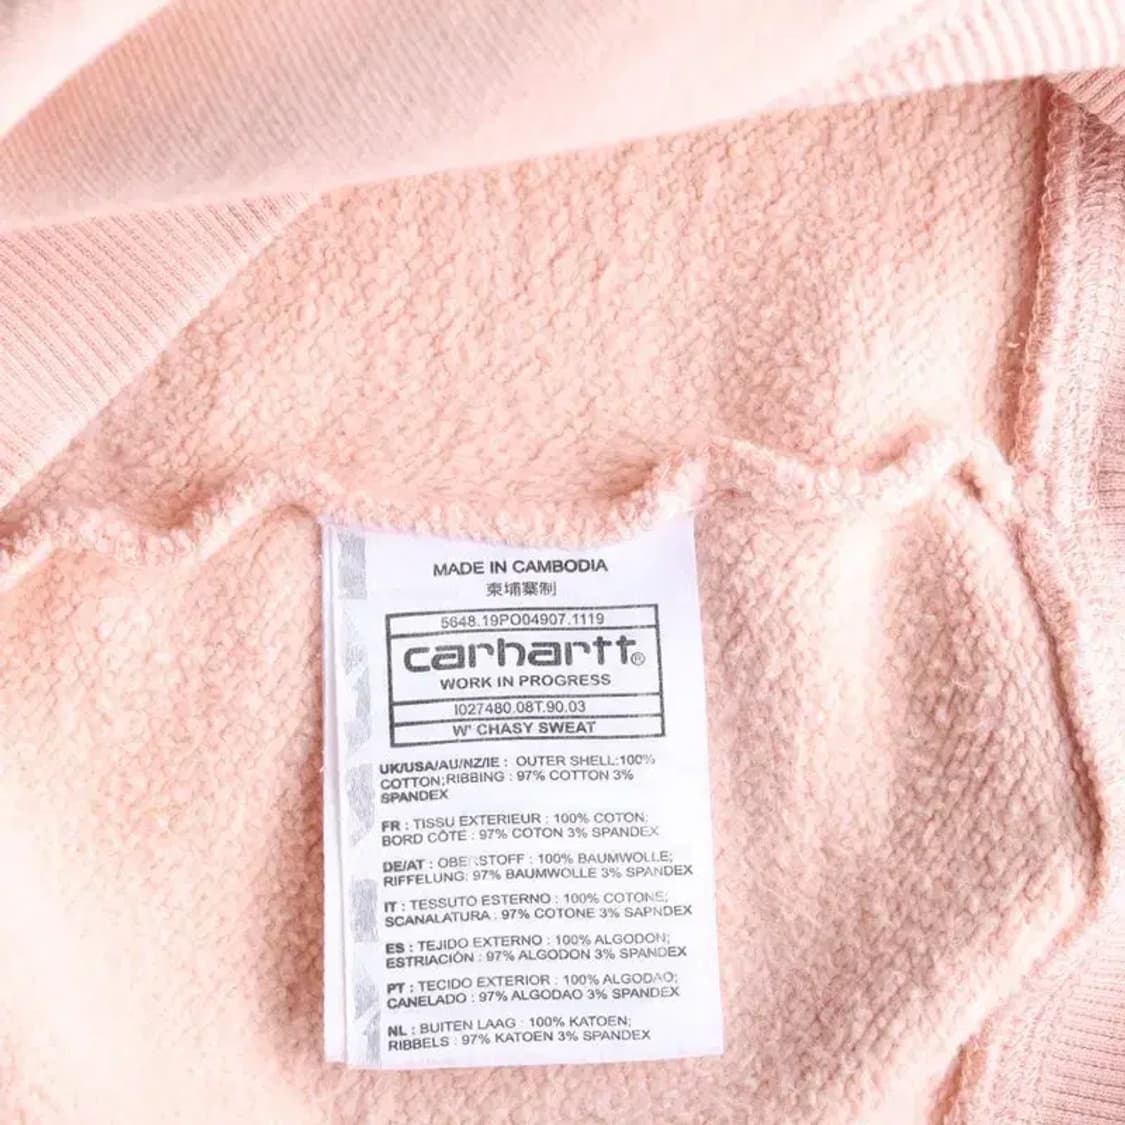 MADE IN CAMBODIA
柬埔寨制
5648.19PO04907.1119
carhartt®
WORK IN PROGRESS
I027480.08T.90.03
W' CHASY SWEAT
UK/USA/AU/NZ/IE : OUTER SHELL:100%
COTTON;RIBBING : 97% COTTON 3%
SPANDEX
FR : TISSU EXTERIEUR : 100% COTON;
BORD CÔTE : 97% COTON 3% SPANDEX
DE/AT : OBERSTOFF : 100% BAUMWOLLE;
RIFFELUNG: 97% BAUMWOLLE 3% SPANDEX
IT : TESSUTO ESTERNO : 100% COTONE;
SCANALATURA : 97% COTONE 3% SAPNDEX
ES : TEJIDO EXTERNO : 100% ALGODON;
ESTRIACIÓN : 97% ALGODON 3% SPANDEX
PT : TECIDO EXTERIOR : 100% ALGODAO;
CANELADO : 97% ALGODAO 3% SPANDEX
NL : BUITEN LAAG : 100% KATOEN;
RIBBELS : 97% KATOEN 3% SPANDEX